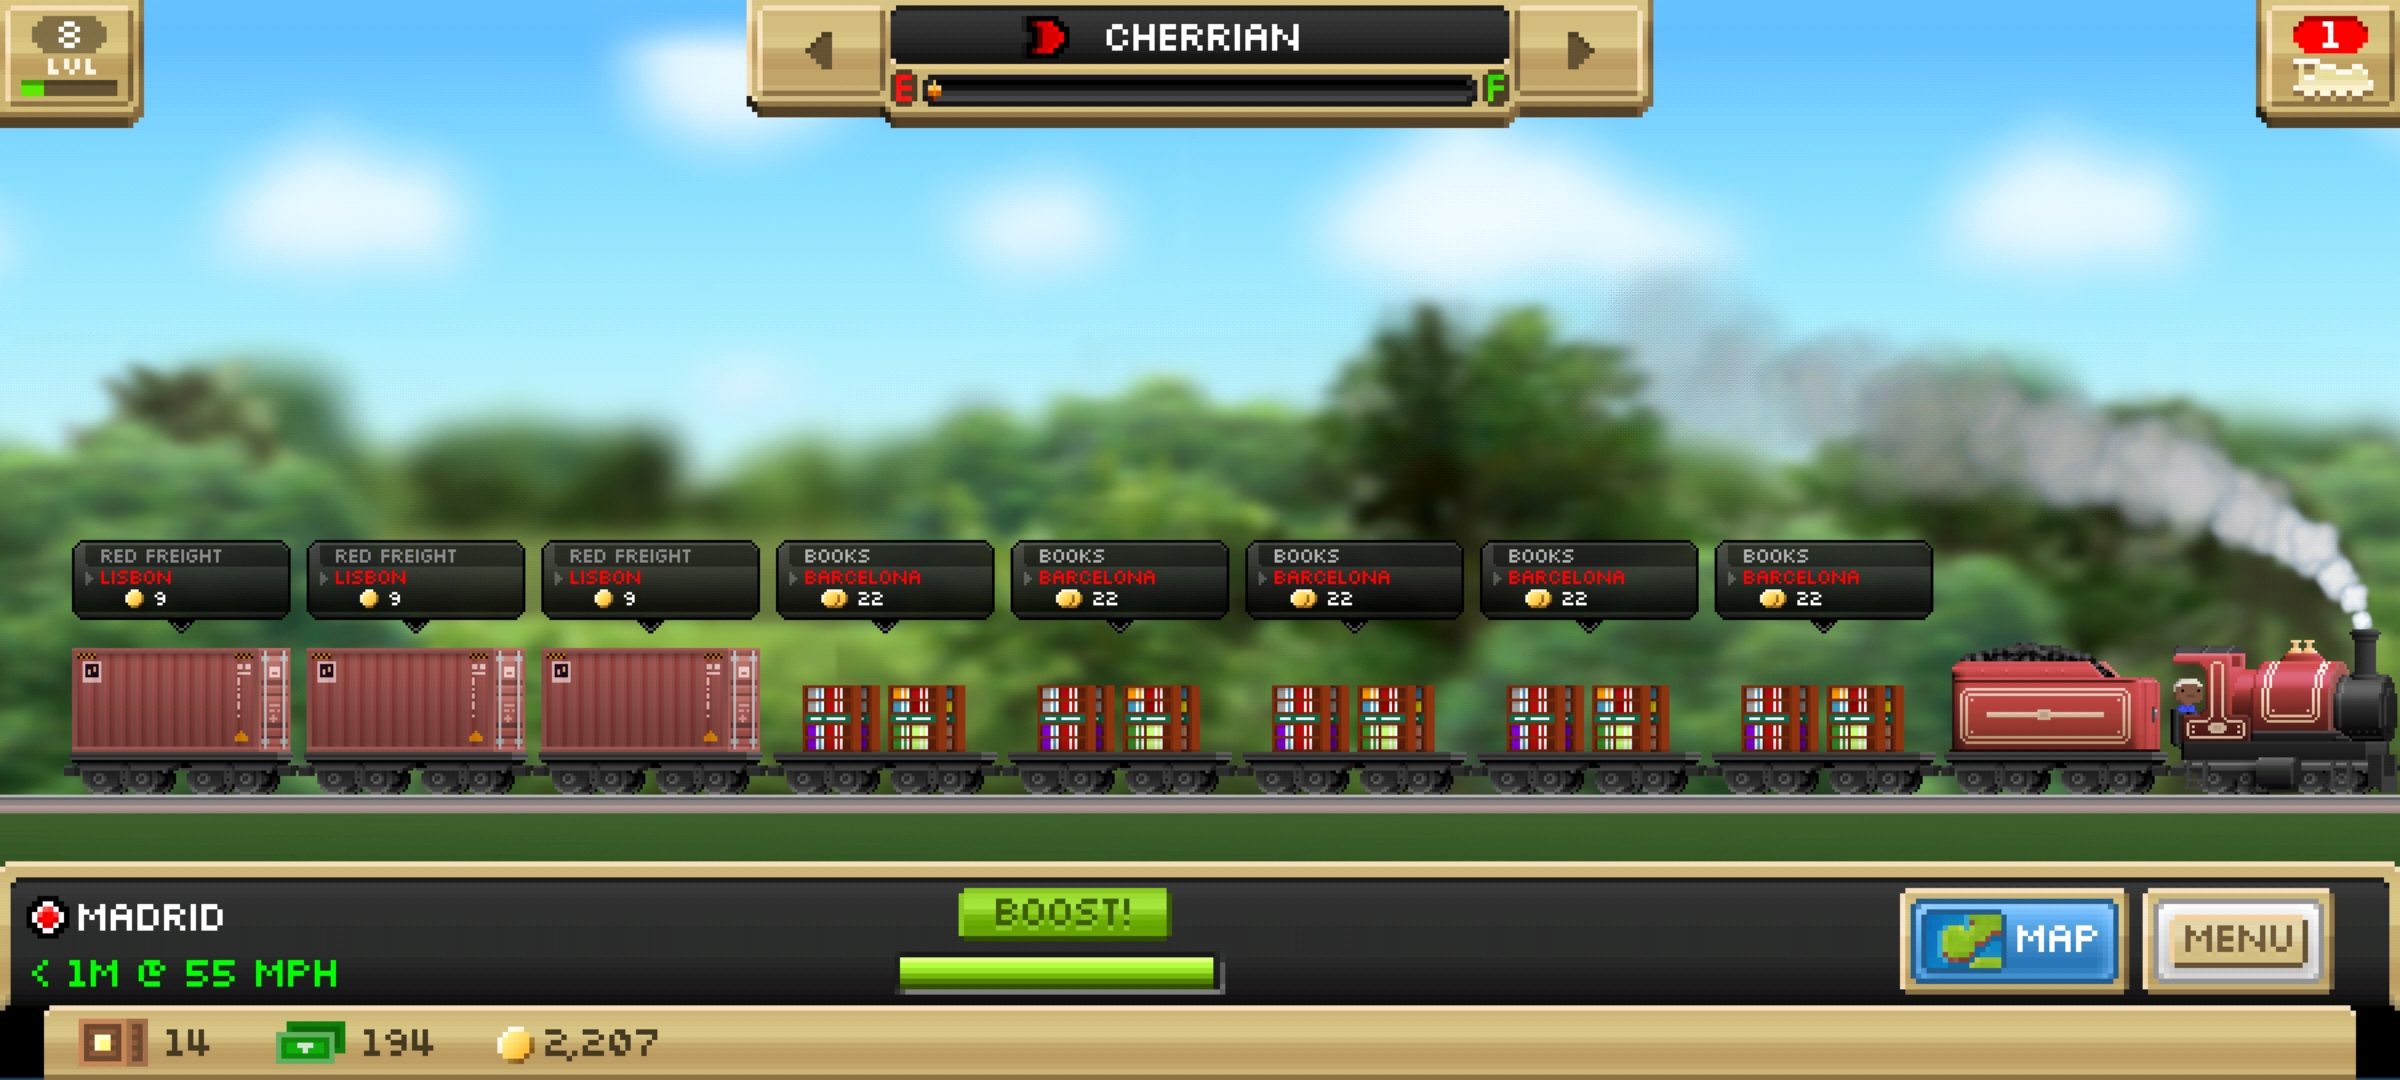 8
LVL
CHERRIAN
E F
1
RED FREIGHT
LISBON
9
RED FREIGHT
LISBON
9
RED FREIGHT
LISBON
9
BOOKS
BARCELONA
22
BOOKS
BARCELONA
22
BOOKS
BARCELONA
22
BOOKS
BARCELONA
22
BOOKS
BARCELONA
22
MADRID
< 1M @ 55 MPH
BOOST!
MAP
MENU
14
194
2,207